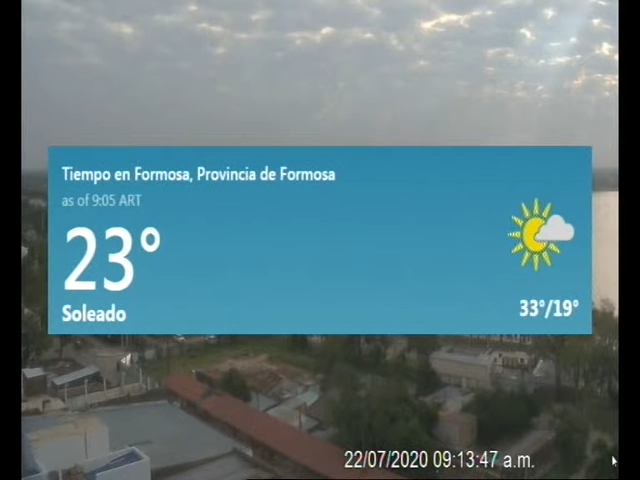 Tiempo en Formosa, Provincia de Formosa
as of 9:05 ART
23°
Soleado
33°/19°
22/07/2020 09:13:47 a.m.